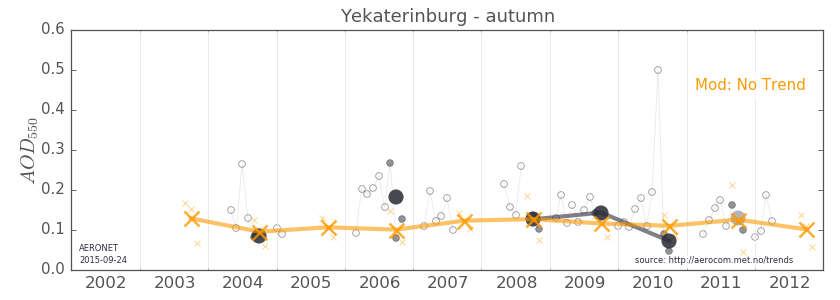 Yekaterinburg - autumn
0.6
0.5
0.4
0.3
0.2
0.1
0.0
AOD550
Mod: No Trend
AERONET
2015-09-24
source: http://aerocom.met.no/trends
2002 2003 2004 2005 2006 2007 2008 2009 2010 2011 2012